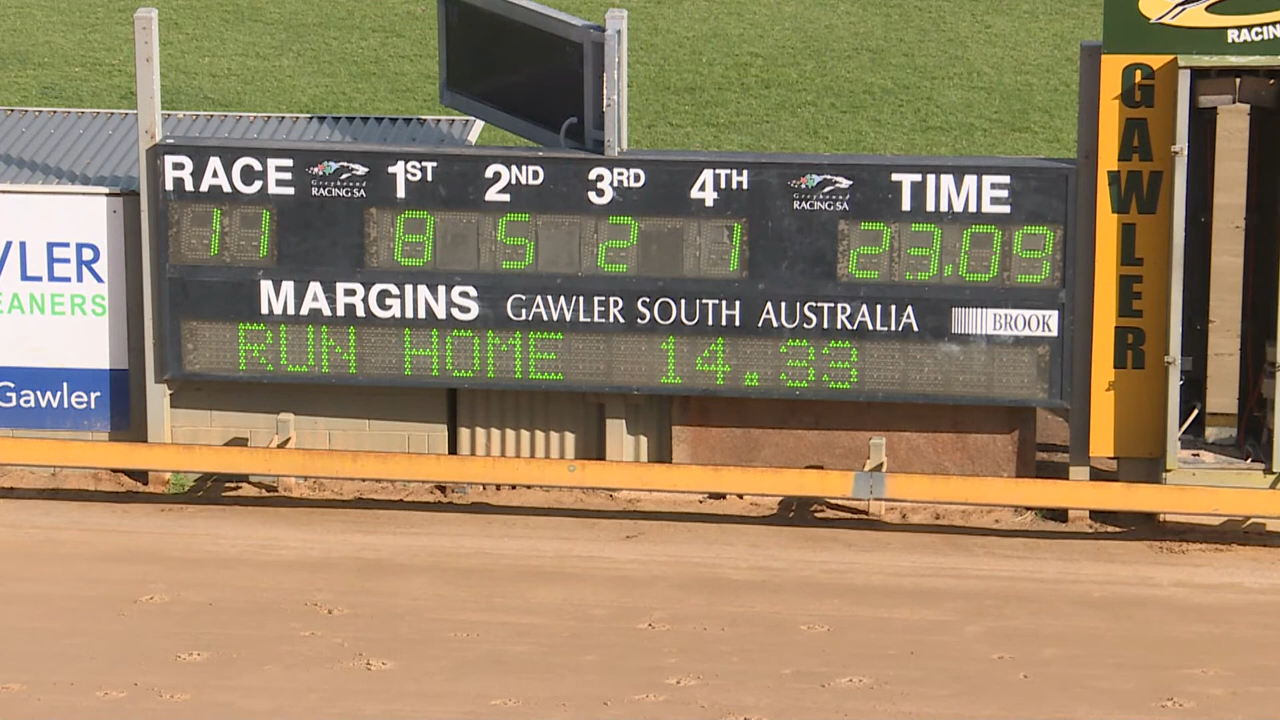 RACIN
GAWLER
RACE 1ST 2ND 3RD 4TH TIME
Greyhound RACING SA
Greyhound RACING SA
11 8 5 2 1 23.09
MARGINS GAWLER SOUTH AUSTRALIA BROOK
RUN HOME 14.33
WLER
EANERS
Gawler